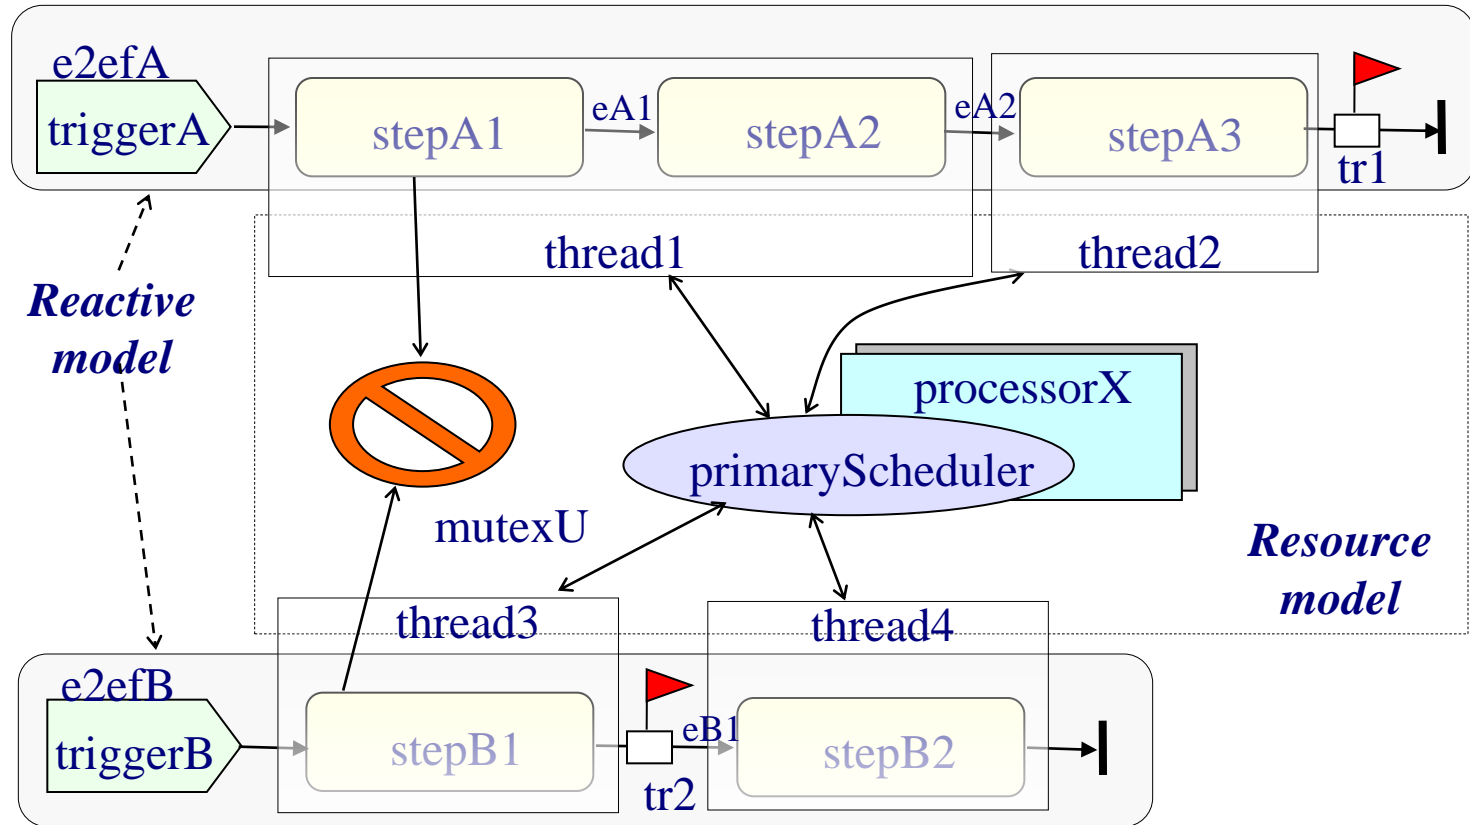 e2efA
triggerA
stepA1
eA1
stepA2
eA2
stepA3
tr1
thread1
thread2
Reactive
model
processorX
primaryScheduler
mutexU
Resource
model
thread3
thread4
e2efB
triggerB
stepB1
tr2
eB1
stepB2